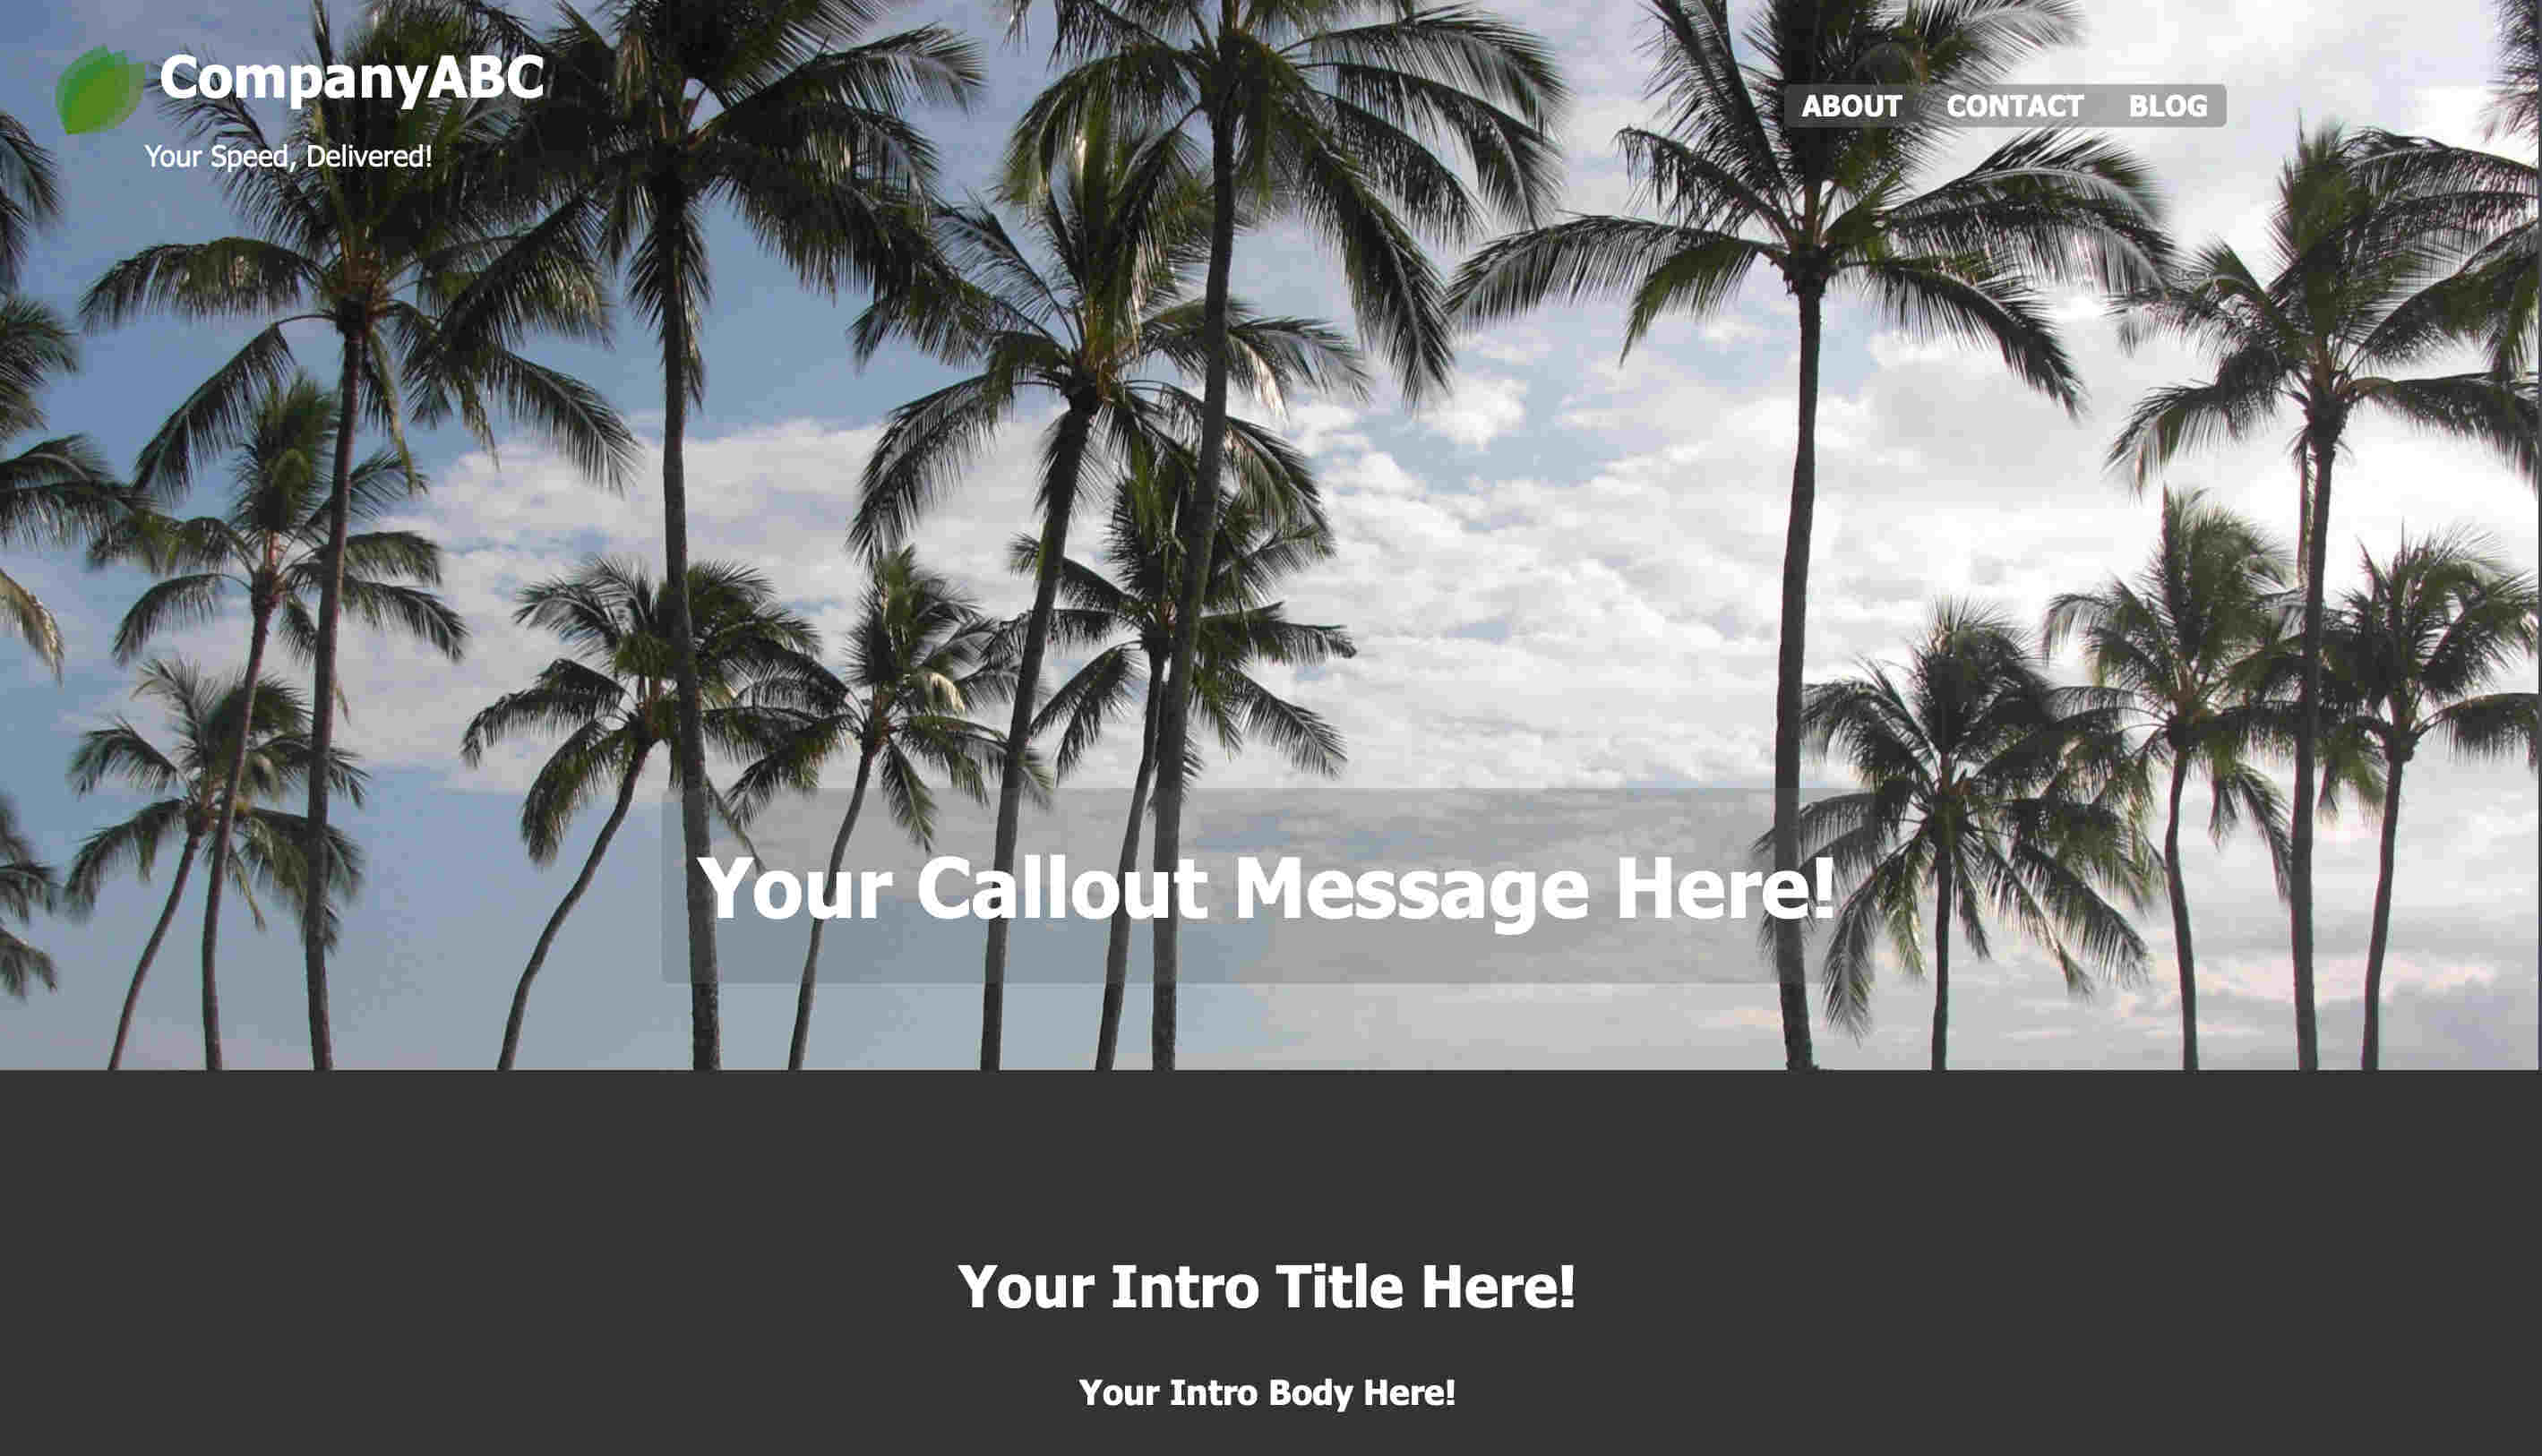 CompanyABC
Your Speed, Delivered!
ABOUT CONTACT BLOG
Your Callout Message Here!
Your Intro Title Here!
Your Intro Body Here!